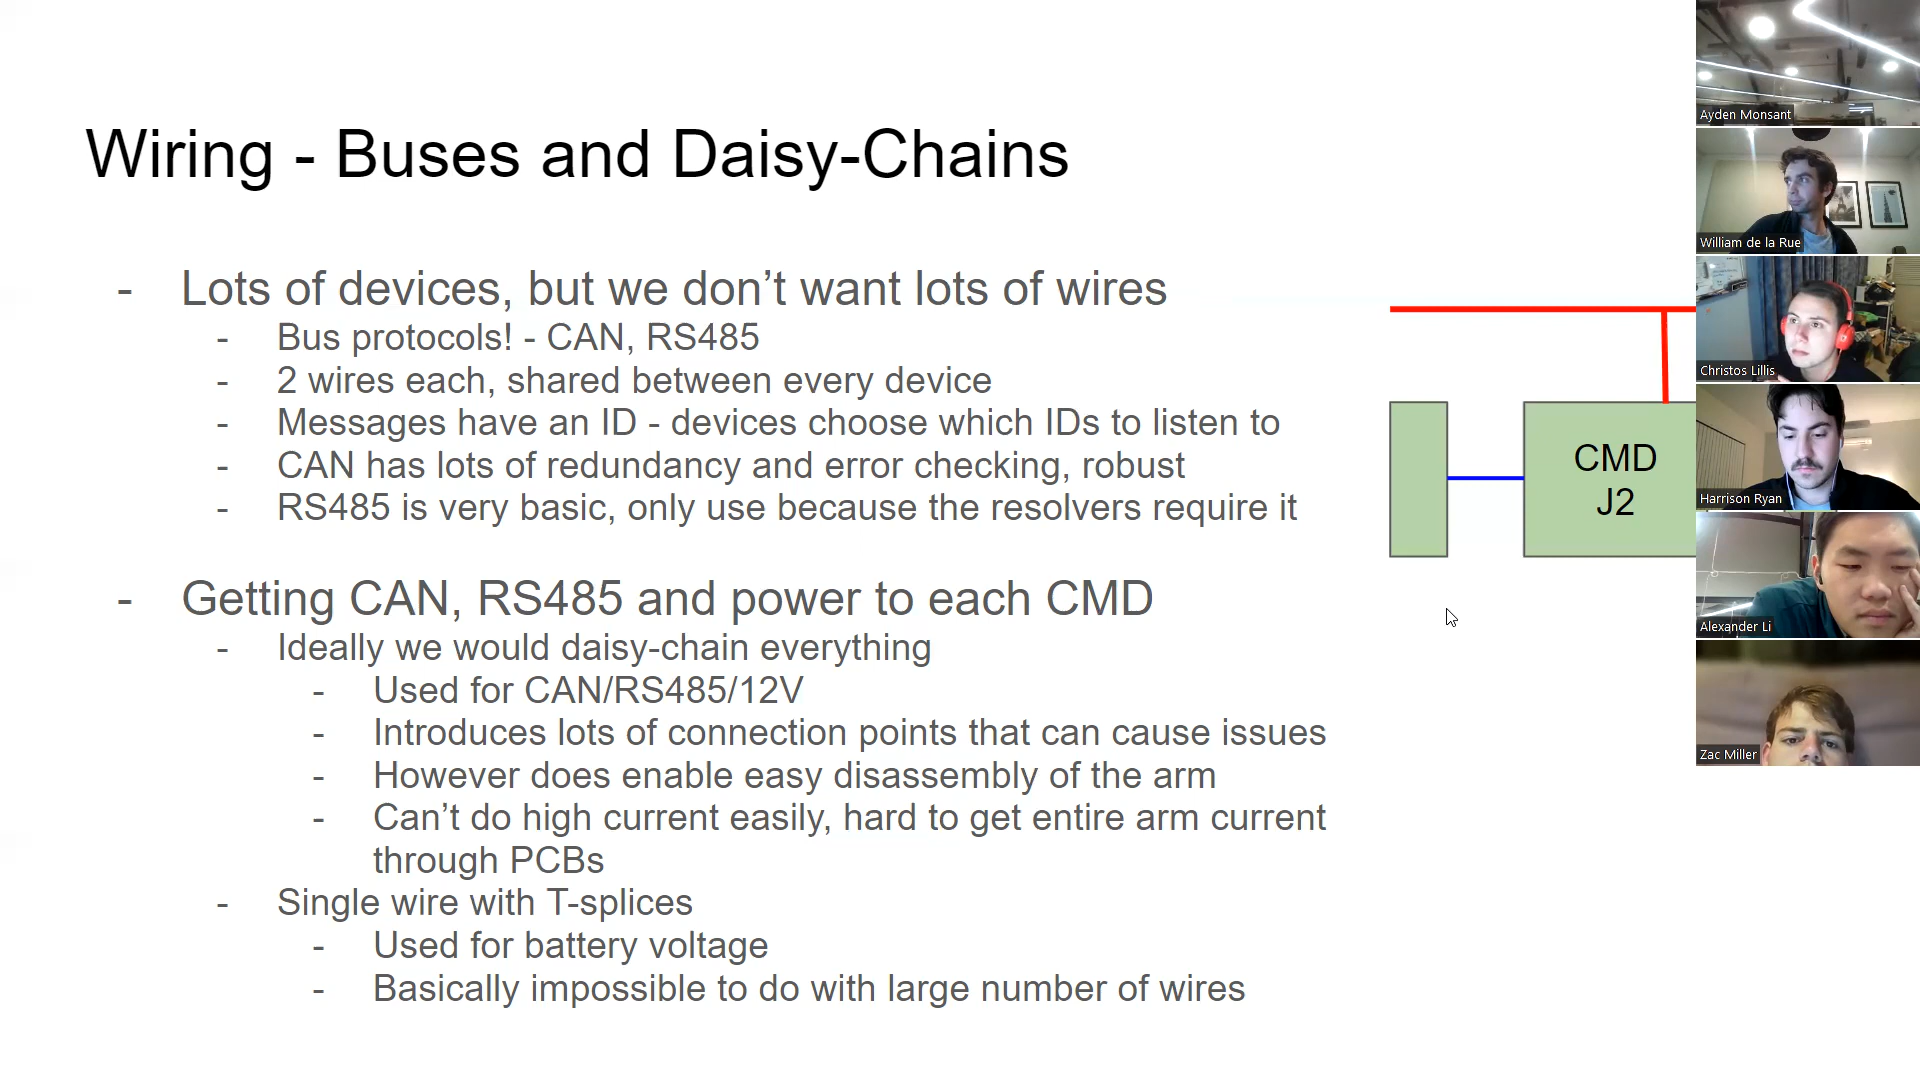 Wiring - Buses and Daisy-Chains
- Lots of devices, but we don’t want lots of wires
- Bus protocols! - CAN, RS485
- 2 wires each, shared between every device
- Messages have an ID - devices choose which IDs to listen to
- CAN has lots of redundancy and error checking, robust
- RS485 is very basic, only use because the resolvers require it
- Getting CAN, RS485 and power to each CMD
- Ideally we would daisy-chain everything
- Used for CAN/RS485/12V
- Introduces lots of connection points that can cause issues
- However does enable easy disassembly of the arm
- Can’t do high current easily, hard to get entire arm current
through PCBs
- Single wire with T-splices
- Used for battery voltage
- Basically impossible to do with large number of wires
CMD
J2
Ayden Monsant
William de la Rue
Christos Lillis
Harrison Ryan
Alexander Li
Zac Miller